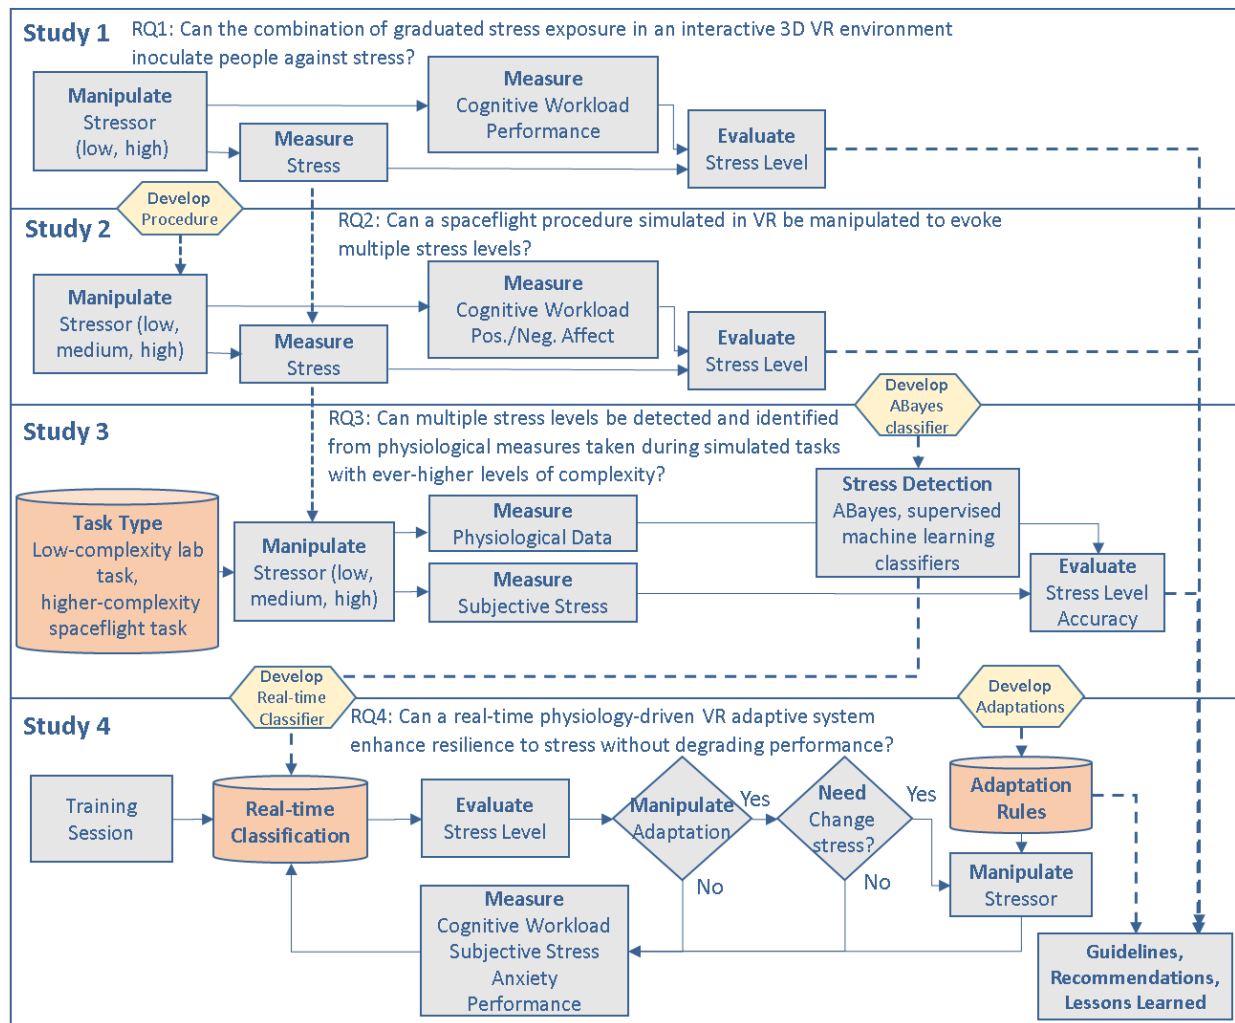 Study 1
RQ1: Can the combination of graduated stress exposure in an interactive 3D VR environment
inoculate people against stress?
Manipulate
Stressor
(low, high)
Measure
Stress
Measure
Cognitive Workload
Performance
Evaluate
Stress Level
Develop
Procedure
Study 2
RQ2: Can a spaceflight procedure simulated in VR be manipulated to evoke
multiple stress levels?
Manipulate
Stressor (low,
medium, high)
Measure
Stress
Measure
Cognitive Workload
Pos./Neg. Affect
Evaluate
Stress Level
Develop
ABayes
classifier
Study 3
RQ3: Can multiple stress levels be detected and identified
from physiological measures taken during simulated tasks
with ever-higher levels of complexity?
Task Type
Low-complexity lab
task,
higher-complexity
spaceflight task
Manipulate
Stressor (low,
medium, high)
Measure
Physiological Data
Measure
Subjective Stress
Stress Detection
ABayes, supervised
machine learning
classifiers
Evaluate
Stress Level
Accuracy
Develop
Real-time
Classifier
Develop
Adaptations
Study 4
RQ4: Can a real-time physiology-driven VR adaptive system
enhance resilience to stress without degrading performance?
Training
Session
Real-time
Classification
Evaluate
Stress Level
Manipulate
Adaptation
Yes
No
Need
Change
stress?
Yes
No
Adaptation
Rules
Manipulate
Stressor
Measure
Cognitive Workload
Subjective Stress
Anxiety
Performance
Guidelines,
Recommendations,
Lessons Learned